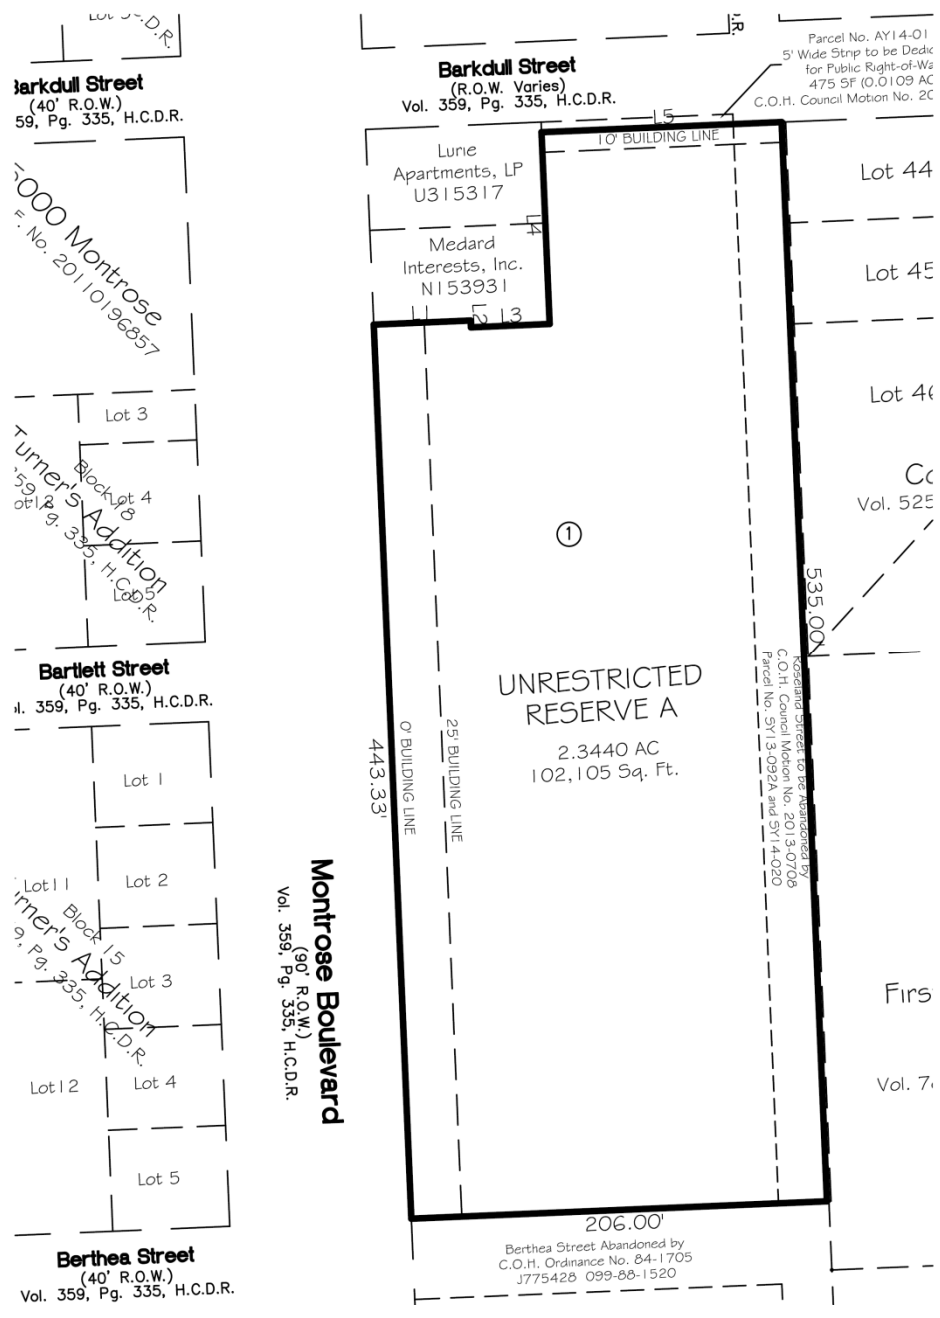 C.D.R.
Barkdull Street
(40' R.O.W.)
59, Pg. 335, H.C.D.R.
Barkdull Street
(R.O.W. Varies)
Vol. 359, Pg. 335, H.C.D.R.
Parcel No. AY14-01
5' Wide Strip to be Dedic
for Public Right-of-Wa
475 SF (0.0109 AC
C.O.H. Council Motion No. 20
L5
10' BUILDING LINE
Lurie
Apartments, LP
U315317
L4
Medard
Interests, Inc.
N153931
L2
L3
Lot 44
Lot 45
Lot 46
5000 Montrose
F. No. 20110196857
Lot 3
Block 18
Lot 4
Lot 5
Turner's Addition
359, Pg. 335, H.C.D.R.
Vol. 525
1
535.00'
Bartlett Street
(40' R.O.W.)
Vol. 359, Pg. 335, H.C.D.R.
UNRESTRICTED
RESERVE A
2.3440 AC
102,105 Sq. Ft.
443.33'
0' BUILDING LINE
25' BUILDING LINE
Roseland Street to be Abandoned by
C.O.H. Council Motion No. 2013-0708
Parcel No. SY13-092A and SY14-020
Lot 1
Lot 11
Lot 2
Block 15
Lot 3
urner's Addition
9, Pg. 335, H.C.D.R.
Lot 12
Lot 4
Lot 5
Montrose Boulevard
(90' R.O.W.)
Vol. 359, Pg. 335, H.C.D.R.
Firs
Vol. 7
206.00'
Berthea Street Abandoned by
C.O.H. Ordinance No. 84-1705
J775428 099-88-1520
Berthea Street
(40' R.O.W.)
Vol. 359, Pg. 335, H.C.D.R.